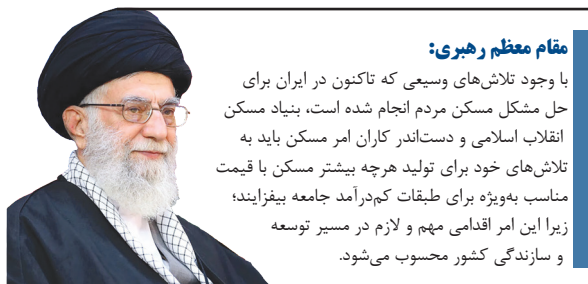 مقام معظم رهبری:
با وجود تلاش‌های وسیعی که تاکنون در ایران برای
حل مشکل مسکن مردم انجام شده است، بنیاد مسکن
انقلاب اسلامی و دست‌اندر کاران امر مسکن باید به
تلاش‌های خود برای تولید هرچه بیشتر مسکن با قیمت
مناسب به‌ویژه برای طبقات کم‌درآمد جامعه بیفزایند؛
زیرا این امر اقدامی مهم و لازم در مسیر توسعه
و سازندگی کشور محسوب می‌شود.